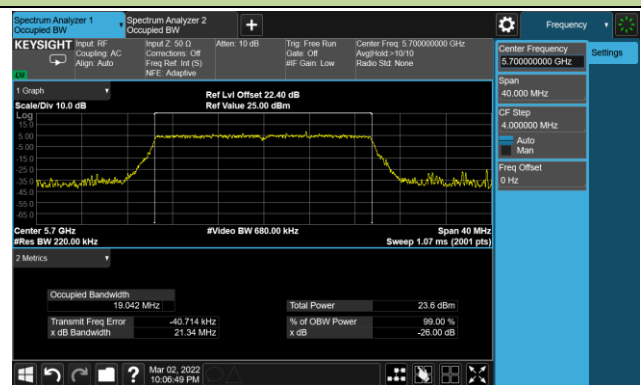 Spectrum Analyzer 1
Occupied BW
Spectrum Analyzer 2
Occupied BW
Frequency
KEYSIGHT
Input: RF
Coupling: AC
Align: Auto
Input Z: 50 Ω
Corrections: Off
Freq Ref: Int (S)
NFE: Adaptive
Atten: 10 dB
Trig: Free Run
Gate: Off
#IF Gain: Low
Center Freq: 5.700000000 GHz
Avg|Hold:>10/10
Radio Std: None
Center Frequency
5.700000000 GHz
Settings
Span
40.000 MHz
CF Step
4.000000 MHz
Auto
Man
Freq Offset
0 Hz
1 Graph
Scale/Div 10.0 dB
Ref Lvl Offset 22.40 dB
Ref Value 25.00 dBm
Log
15.0
5.00
-5.00
-15.0
-25.0
-35.0
-45.0
-55.0
-65.0
Center 5.7 GHz
#Res BW 220.00 kHz
#Video BW 680.00 kHz
Span 40 MHz
Sweep 1.07 ms (2001 pts)
2 Metrics
Occupied Bandwidth
19.042 MHz
Total Power 23.6 dBm
Transmit Freq Error -40.714 kHz
% of OBW Power 99.00 %
x dB Bandwidth 21.34 MHz
x dB -26.00 dB
?
Mar 02, 2022
10:06:49 PM